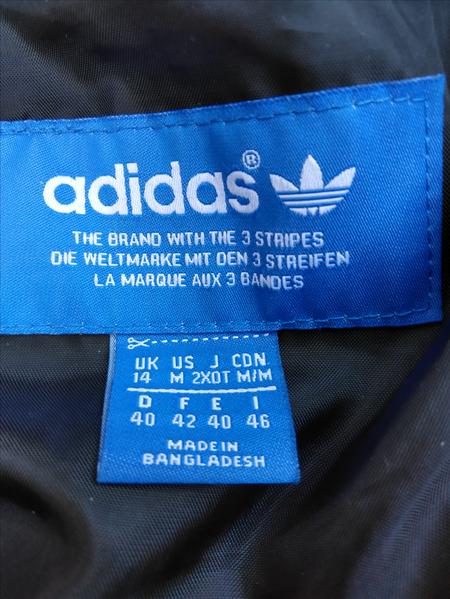 adidas®
THE BRAND WITH THE 3 STRIPES
DIE WELTMARKE MIT DEN 3 STREIFEN
LA MARQUE AUX 3 BANDES
UK US J CDN
14 M 2XOT M/M
D F E I
40 42 40 46
MADE IN
BANGLADESH